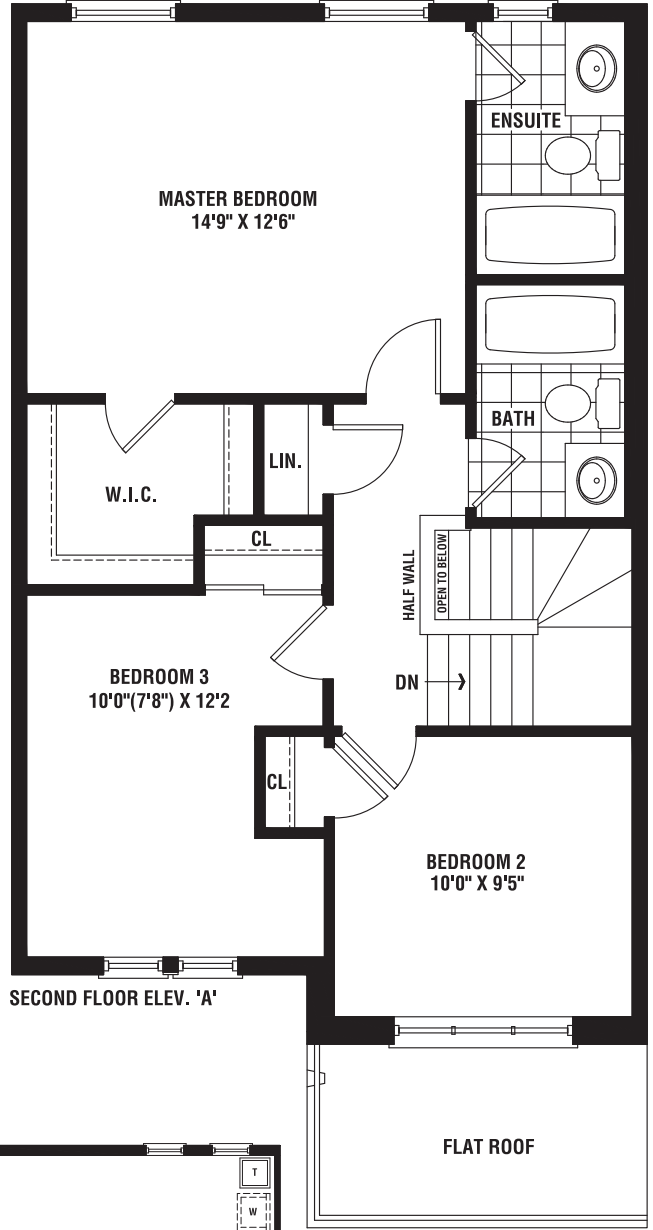 ENSUITE
MASTER BEDROOM
14'9" X 12'6"
BATH
LIN.
W.I.C.
CL
HALF WALL
OPEN TO BELOW
BEDROOM 3
10'0"(7'8") X 12'2
DN
CL
BEDROOM 2
10'0" X 9'5"
SECOND FLOOR ELEV. 'A'
FLAT ROOF
T
W